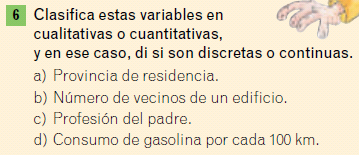 6 Clasifica estas variables en
cualitativas o cuantitativas,
y en ese caso, di si son discretas o continuas.
a) Provincia de residencia.
b) Número de vecinos de un edificio.
c) Profesión del padre.
d) Consumo de gasolina por cada 100 km.